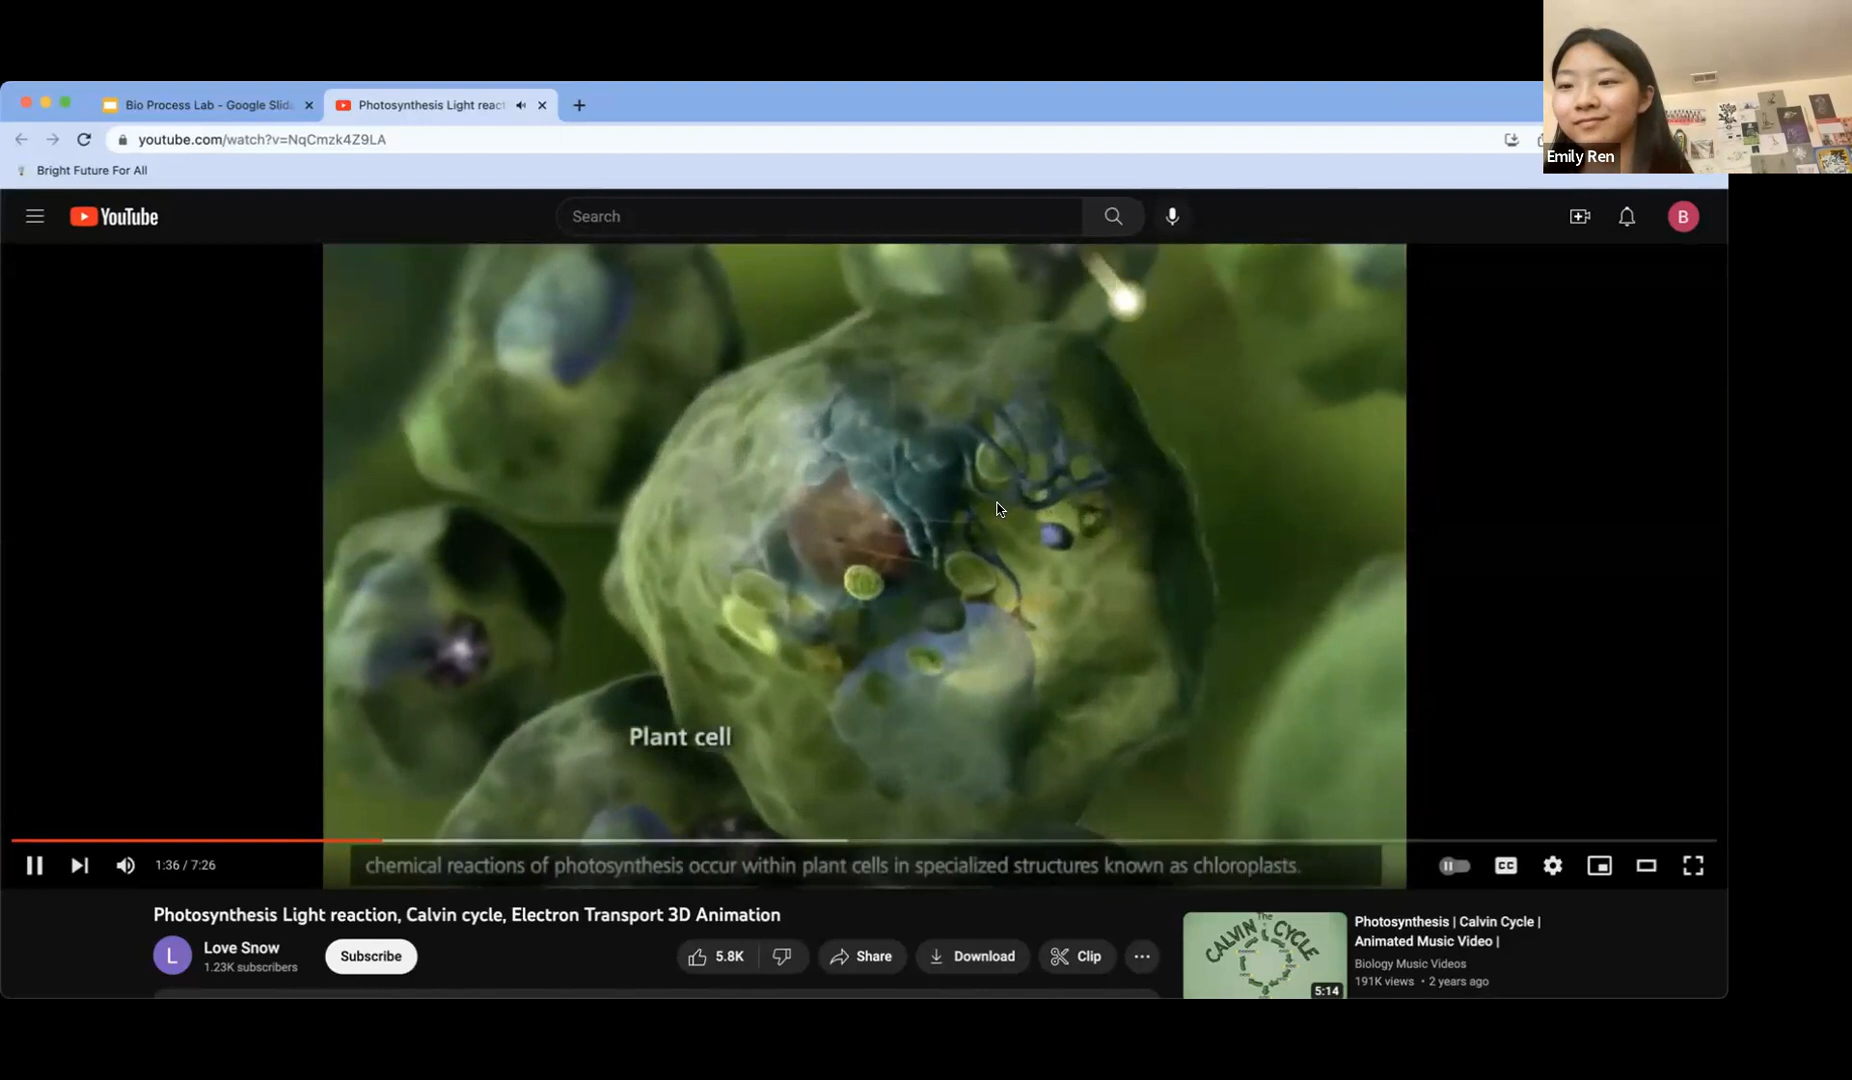 Bio Process Lab - Google Slide
Photosynthesis Light react
youtube.com/watch?v=NqCmzk4Z9LA
Bright Future For All
Emily Ren
YouTube
Search
B
Plant cell
1:36 / 7:26
chemical reactions of photosynthesis occur within plant cells in specialized structures known as chloroplasts.
CC
Photosynthesis Light reaction, Calvin cycle, Electron Transport 3D Animation
L
Love Snow
1.23K subscribers
Subscribe
5.8K
Share
Download
Clip
The
CALVIN CYCLE
5:14
Photosynthesis | Calvin Cycle |
Animated Music Video |
Biology Music Videos
191K views • 2 years ago